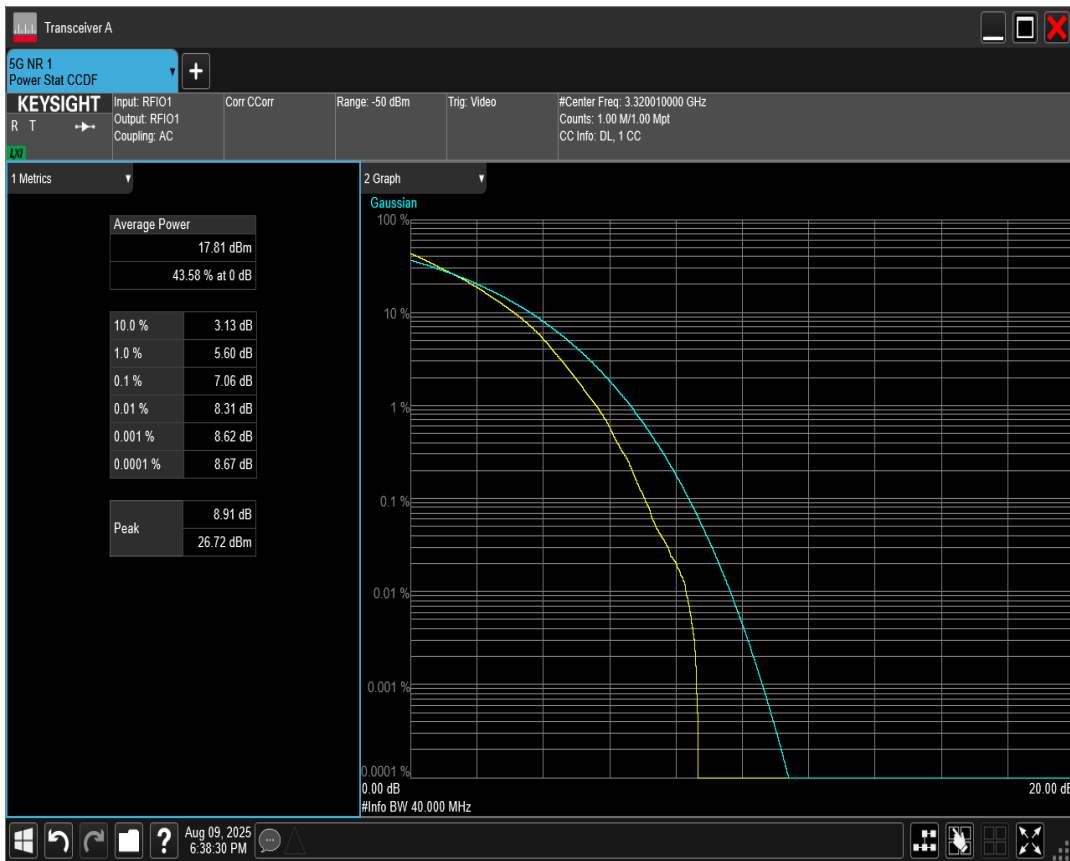 Transceiver A
5G NR 1
Power Stat CCDF
+
KEYSIGHT
R T
LXI
Input: RFIO1
Output: RFIO1
Coupling: AC
Corr CCorr
Range: -50 dBm
Trig: Video
#Center Freq: 3.320010000 GHz
Counts: 1.00 M/1.00 Mpt
CC Info: DL, 1 CC
1 Metrics
Average Power
17.81 dBm
43.58 % at 0 dB
10.0 % 3.13 dB
1.0 % 5.60 dB
0.1 % 7.06 dB
0.01 % 8.31 dB
0.001 % 8.62 dB
0.0001 % 8.67 dB
Peak
8.91 dB
26.72 dBm
2 Graph
Gaussian
100 %
10 %
1 %
0.1 %
0.01 %
0.001 %
0.0001 %
0.00 dB 20.00 dB
#Info BW 40.000 MHz
?
Aug 09, 2025
6:38:30 PM